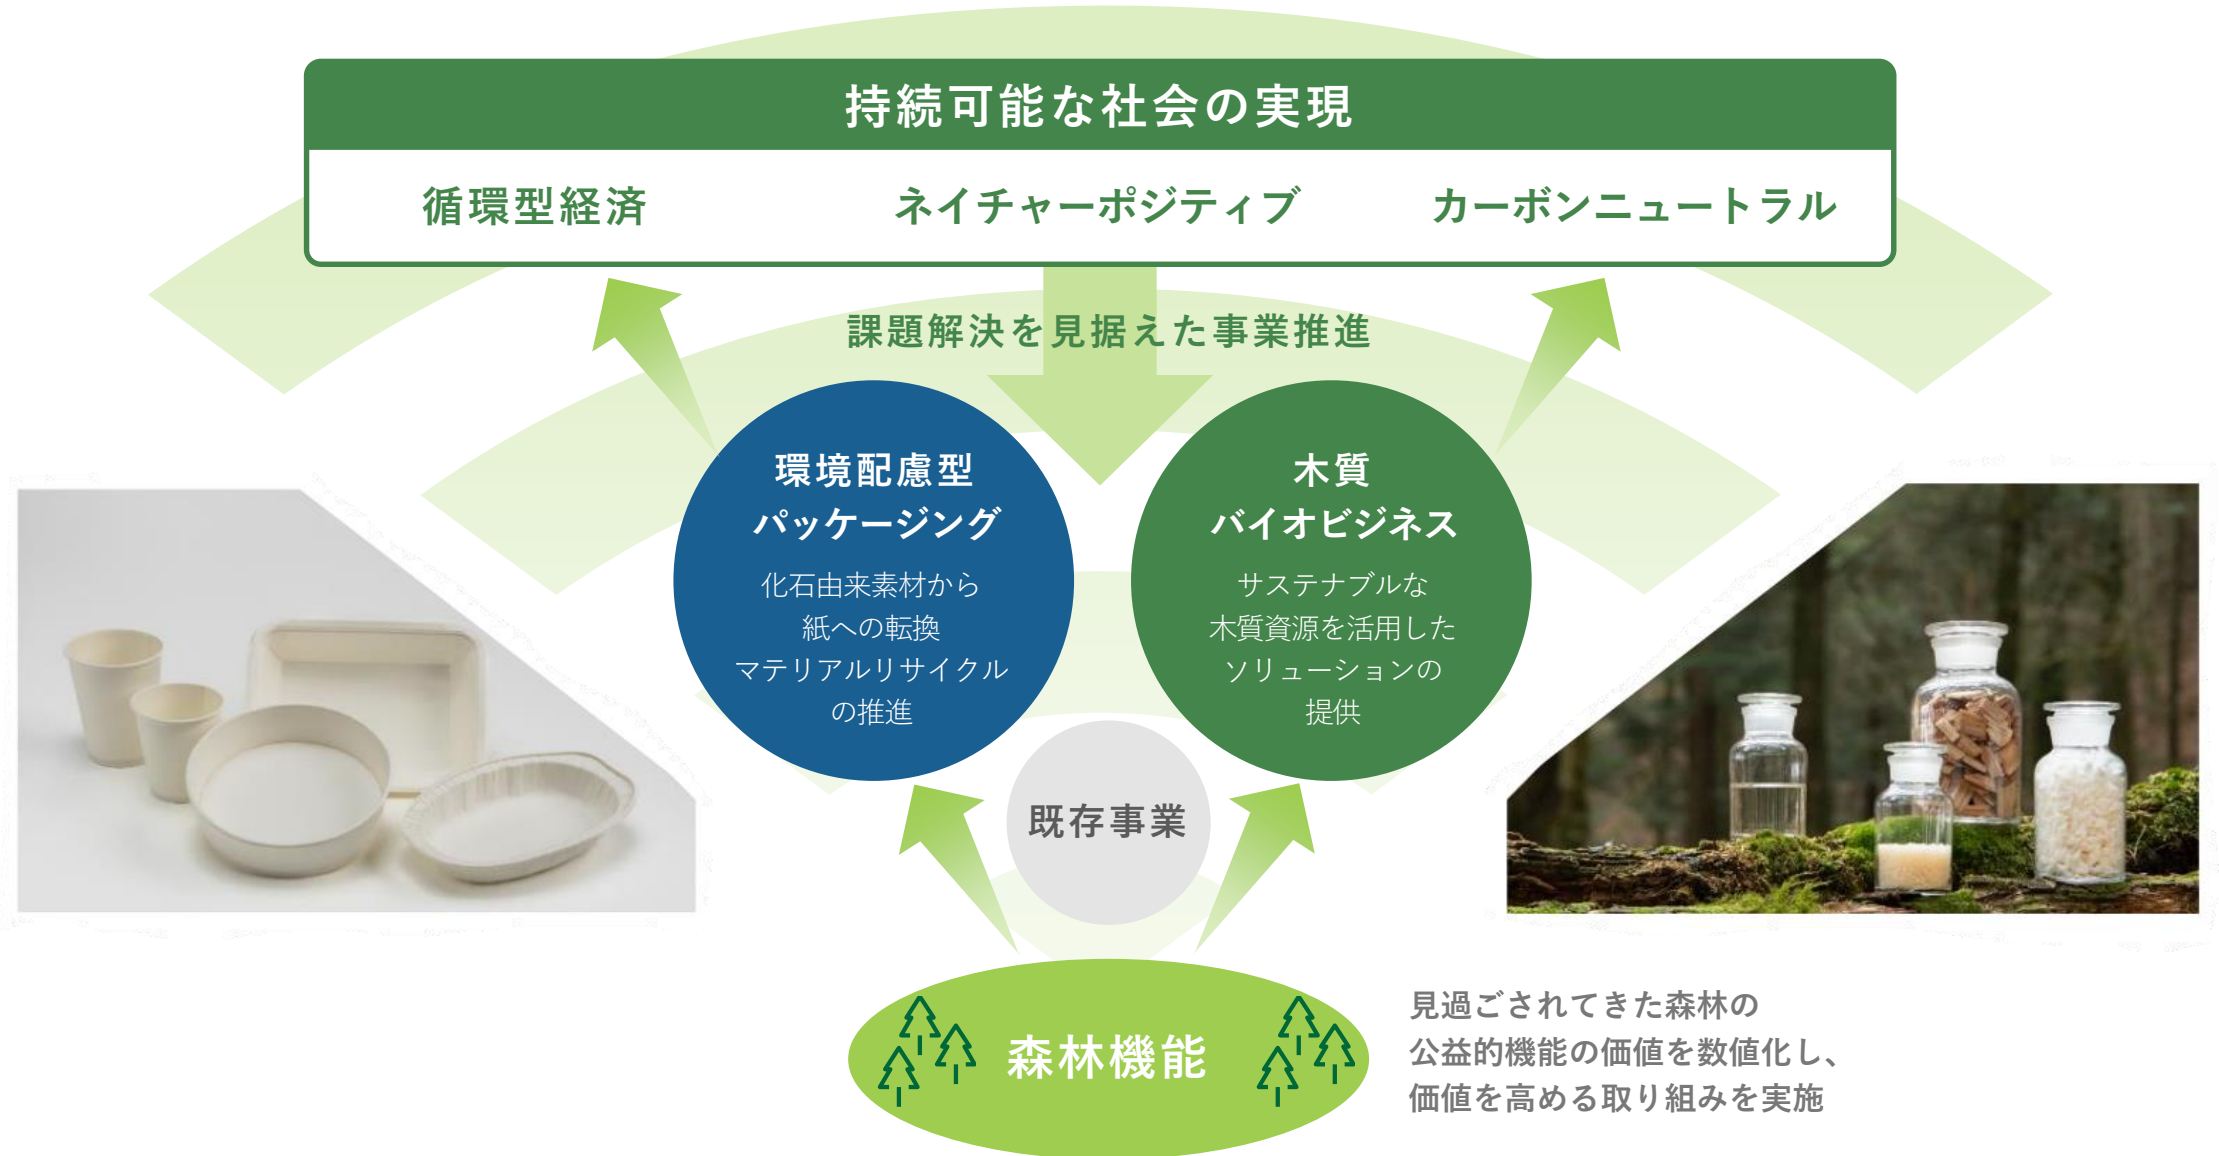 持続可能な社会の実現
循環型経済
ネイチャーポジティブ
カーボンニュートラル
課題解決を見据えた事業推進
環境配慮型
パッケージング
化石由来素材から
紙への転換
マテリアルリサイクル
の推進
木質
バイオビジネス
サステナブルな
木質資源を活用した
ソリューションの
提供
既存事業
森林機能
見過ごされてきた森林の
公益的機能の価値を数値化し、
価値を高める取り組みを実施